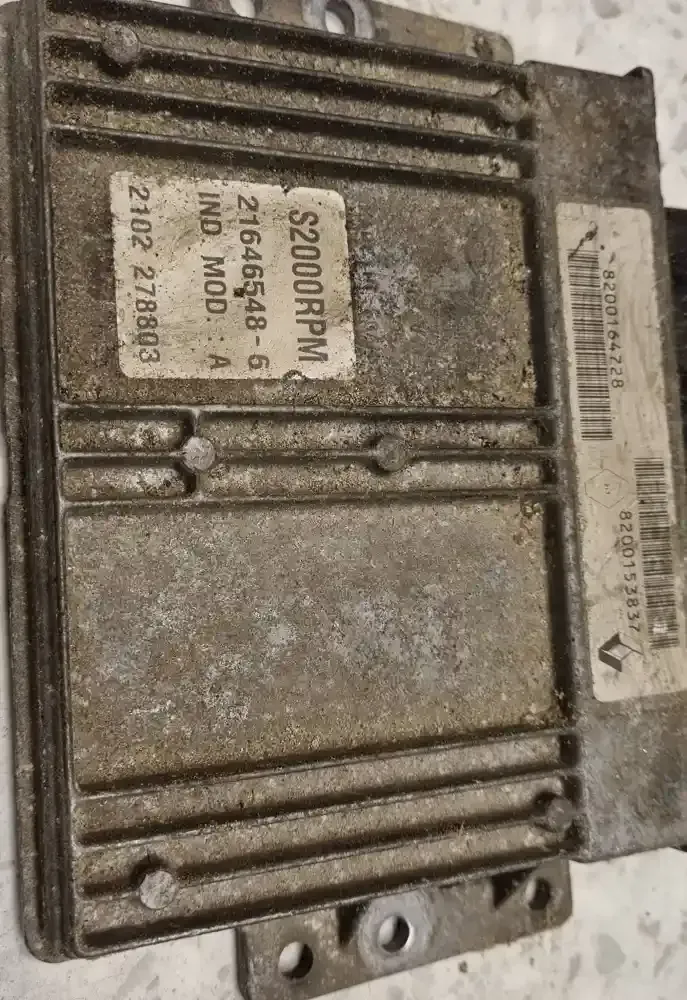 S2000RPM
21646548-6
IND MOD : A
2102 278803
8200164728
8200153837